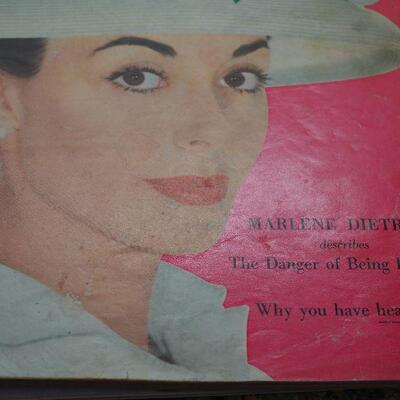 MARLENE DIETR
describes
The Danger of Being
Why you have hea